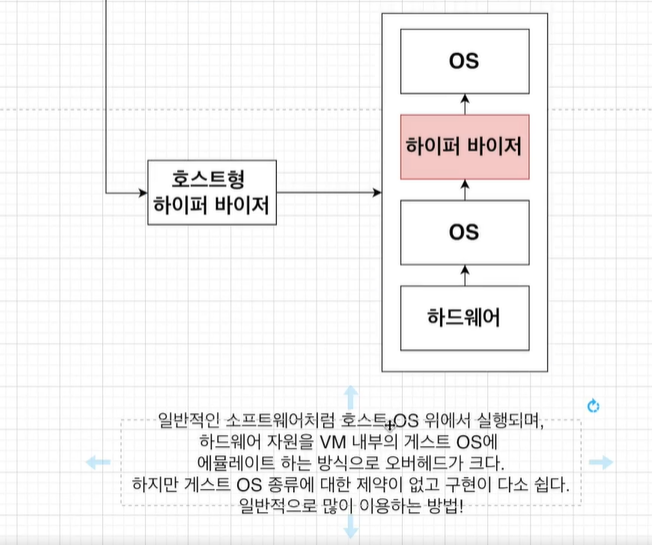 OS
하이퍼 바이저
호스트형
하이퍼 바이저
OS
하드웨어
일반적인 소프트웨어처럼 호스트 OS 위에서 실행되며,
하드웨어 자원을 VM 내부의 게스트 OS에
에뮬레이트 하는 방식으로 오버헤드가 크다.
하지만 게스트 OS 종류에 대한 제약이 없고 구현이 다소 쉽다.
일반적으로 많이 이용하는 방법!